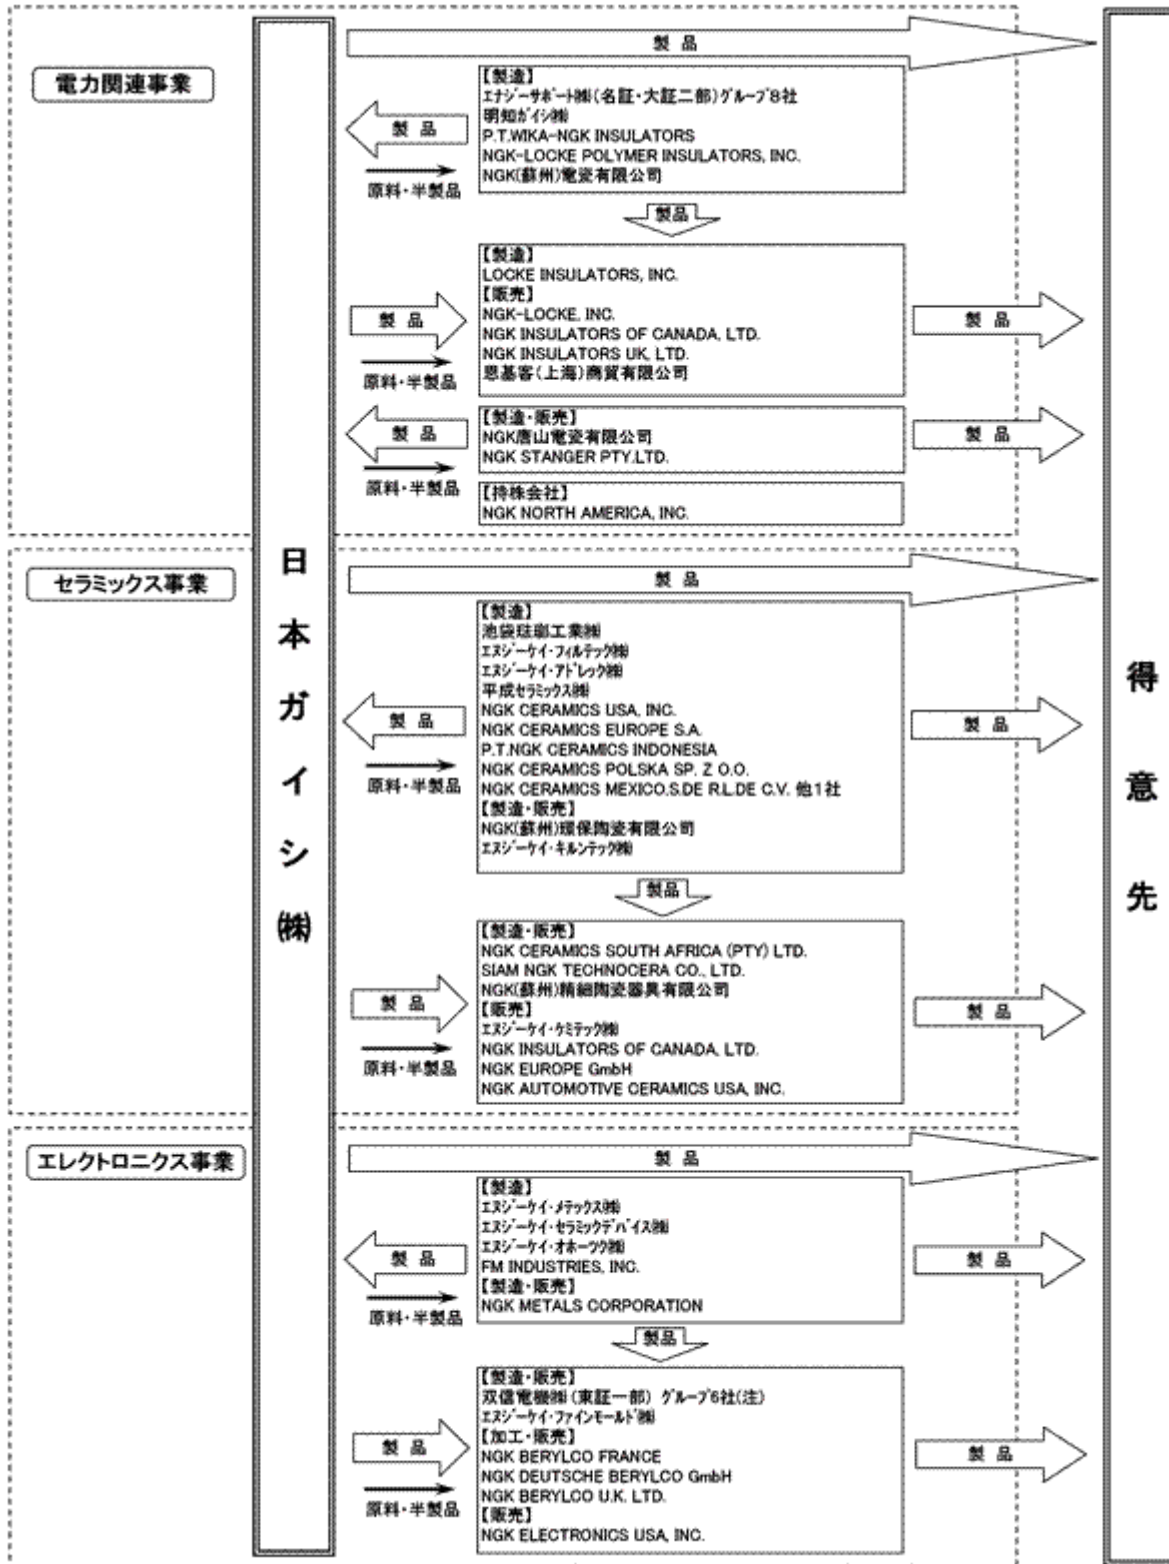 電力関連事業
製 品
【製造】
エナジーサポート㈱(名証・大証二部)グループ8社
明知ガイシ㈱
P.T.WIKA-NGK INSULATORS
NGK-LOCKE POLYMER INSULATORS, INC.
NGK(蘇州)電瓷有限公司
製 品
原料・半製品
製品
【製造】
LOCKE INSULATORS, INC.
【販売】
NGK-LOCKE, INC.
NGK INSULATORS OF CANADA, LTD.
NGK INSULATORS UK, LTD.
恩基客(上海)商貿有限公司
製 品
原料・半製品
製 品
【製造・販売】
NGK唐山電瓷有限公司
NGK STANGER PTY.LTD.
製 品
原料・半製品
製 品
【持株会社】
NGK NORTH AMERICA, INC.
日本ガイシ㈱
得意先
セラミックス事業
製 品
【製造】
池袋琺瑯工業㈱
エヌジーケイ・フィルテック㈱
エヌジーケイ・アドレック㈱
平成セラミックス㈱
NGK CERAMICS USA, INC.
NGK CERAMICS EUROPE S.A.
P.T.NGK CERAMICS INDONESIA
NGK CERAMICS POLSKA SP. Z O.O.
NGK CERAMICS MEXICO.S.DE R.L.DE C.V. 他1社
【製造・販売】
NGK(蘇州)環保陶瓷有限公司
エヌジーケイ・キルンテック㈱
製 品
原料・半製品
製 品
製品
【製造・販売】
NGK CERAMICS SOUTH AFRICA (PTY) LTD.
SIAM NGK TECHNOCERA CO., LTD.
NGK(蘇州)精細陶瓷器具有限公司
【販売】
エヌジーケイ・ケミテック㈱
NGK INSULATORS OF CANADA, LTD.
NGK EUROPE GmbH
NGK AUTOMOTIVE CERAMICS USA, INC.
製 品
原料・半製品
製 品
エレクトロニクス事業
製 品
【製造】
エヌジーケイ・メテックス㈱
エヌジーケイ・セラミックデバイス㈱
エヌジーケイ・オホーツク㈱
FM INDUSTRIES, INC.
【製造・販売】
NGK METALS CORPORATION
製 品
原料・半製品
製 品
製品
【製造・販売】
双信電機㈱(東証一部) グループ6社(注)
エヌジーケイ・ファインモールド㈱
【加工・販売】
NGK BERYLCO FRANCE
NGK DEUTSCHE BERYLCO GmbH
NGK BERYLCO U.K. LTD.
【販売】
NGK ELECTRONICS USA, INC.
製 品
原料・半製品
製 品